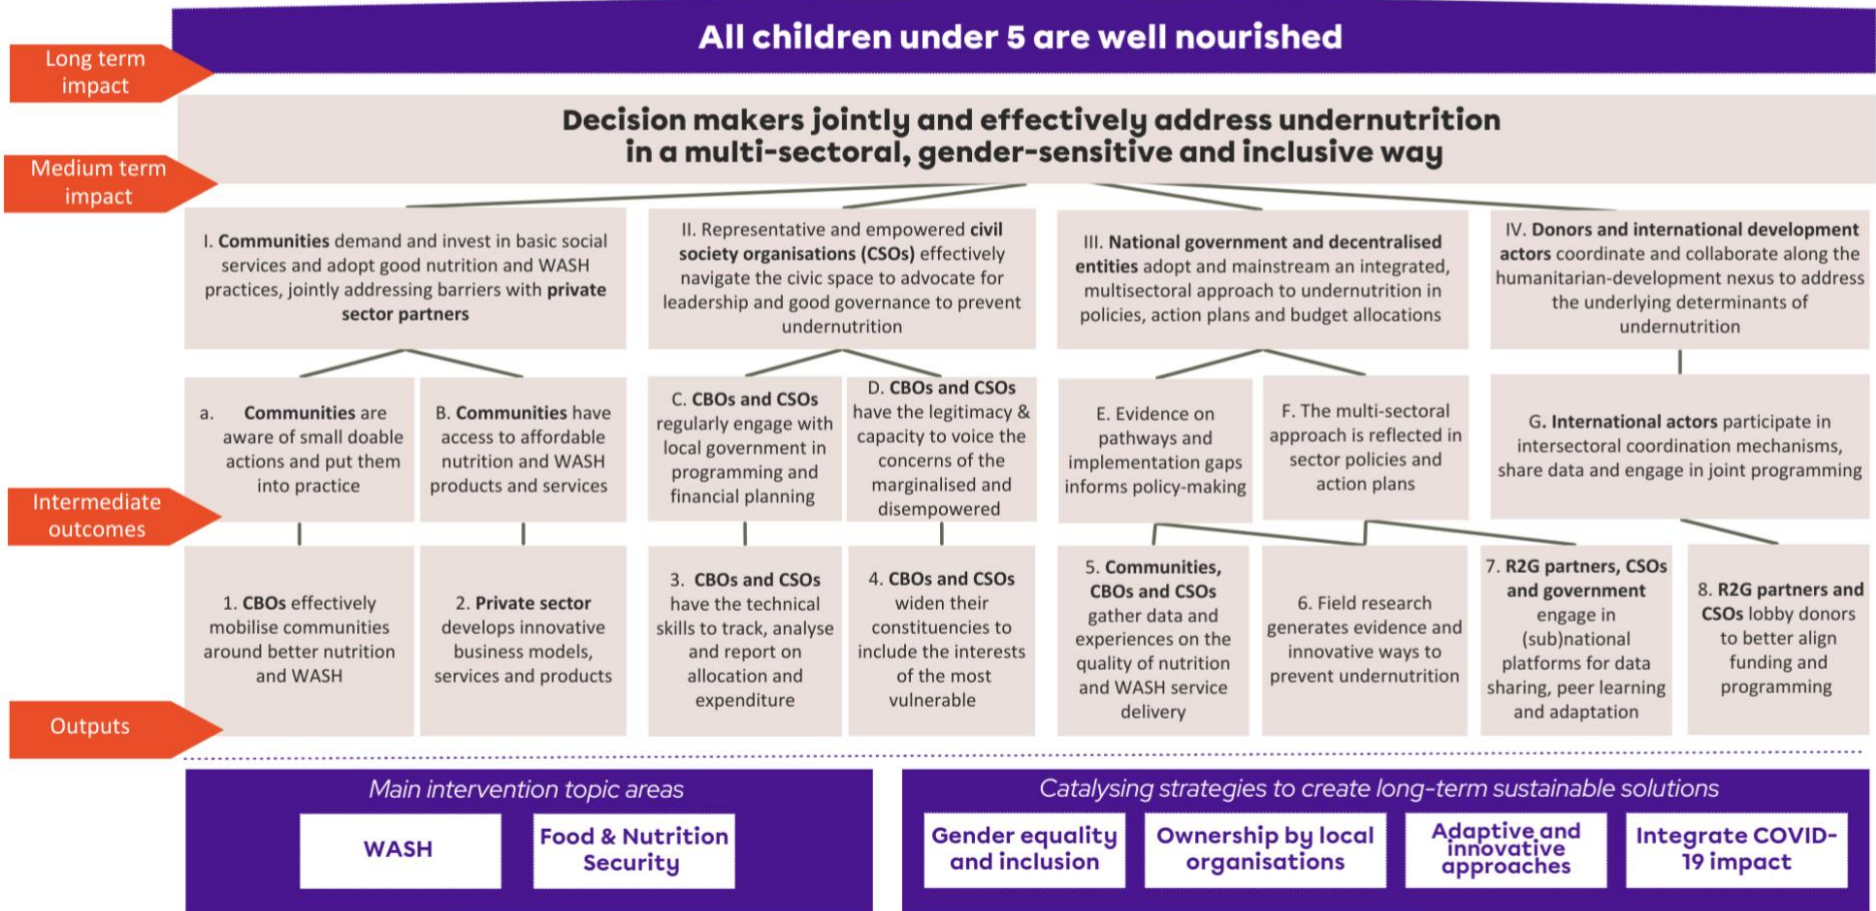 All children under 5 are well nourished
Long term
impact
Decision makers jointly and effectively address undernutrition
in a multi-sectoral, gender-sensitive and inclusive way
Medium term
impact
I. Communities demand and invest in basic social
services and adopt good nutrition and WASH
practices, jointly addressing barriers with private
sector partners
II. Representative and empowered civil
society organisations (CSOs) effectively
navigate the civic space to advocate for
leadership and good governance to prevent
undernutrition
III. National government and decentralised
entities adopt and mainstream an integrated,
multisectoral approach to undernutrition in
policies, action plans and budget allocations
IV. Donors and international development
actors coordinate and collaborate along the
humanitarian-development nexus to address
the underlying determinants of
undernutrition
a. Communities are
aware of small doable
actions and put them
into practice
B. Communities have
access to affordable
nutrition and WASH
products and services
C. CBOs and CSOs
regularly engage with
local government in
programming and
financial planning
D. CBOs and CSOs
have the legitimacy &
capacity to voice the
concerns of the
marginalised and
disempowered
E. Evidence on
pathways and
implementation gaps
informs policy-making
F. The multi-sectoral
approach is reflected in
sector policies and
action plans
G. International actors participate in
intersectoral coordination mechanisms,
share data and engage in joint programming
Intermediate
outcomes
1. CBOs effectively
mobilise communities
around better nutrition
and WASH
2. Private sector
develops innovative
business models,
services and products
3. CBOs and CSOs
have the technical
skills to track, analyse
and report on
allocation and
expenditure
4. CBOs and CSOs
widen their
constituencies to
include the interests
of the most
vulnerable
5. Communities,
CBOs and CSOs
gather data and
experiences on the
quality of nutrition
and WASH service
delivery
6. Field research
generates evidence and
innovative ways to
prevent undernutrition
7. R2G partners, CSOs
and government
engage in
(sub)national
platforms for data
sharing, peer learning
and adaptation
8. R2G partners and
CSOs lobby donors
to better align
funding and
programming
Outputs
Main intervention topic areas
WASH
Food & Nutrition
Security
Catalysing strategies to create long-term sustainable solutions
Gender equality
and inclusion
Ownership by local
organisations
Adaptive and
innovative
approaches
Integrate COVID-
19 impact